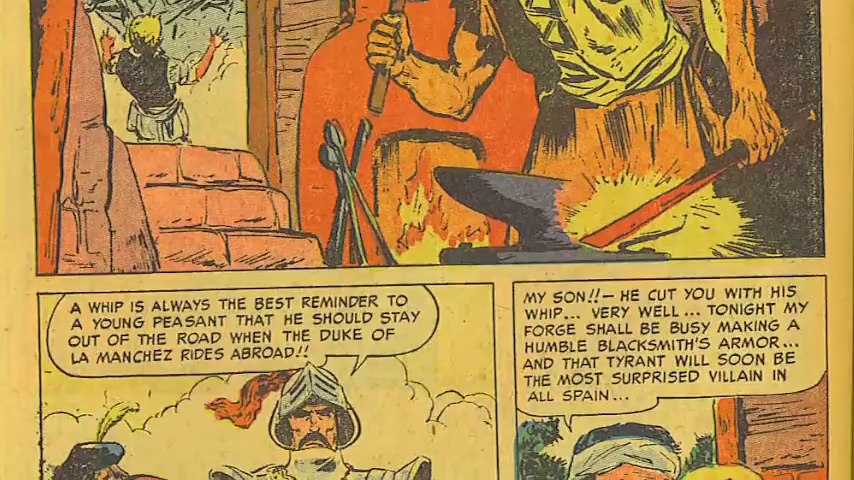 A WHIP IS ALWAYS THE BEST REMINDER TO
A YOUNG PEASANT THAT HE SHOULD STAY
OUT OF THE ROAD WHEN THE DUKE OF
LA MANCHEZ RIDES ABROAD!!
MY SON!!- HE CUT YOU WITH HIS
WHIP... VERY WELL... TONIGHT MY
FORGE SHALL BE BUSY MAKING A
HUMBLE BLACKSMITH'S ARMOR...
AND THAT TYRANT WILL SOON BE
THE MOST SURPRISED VILLAIN IN
ALL SPAIN...